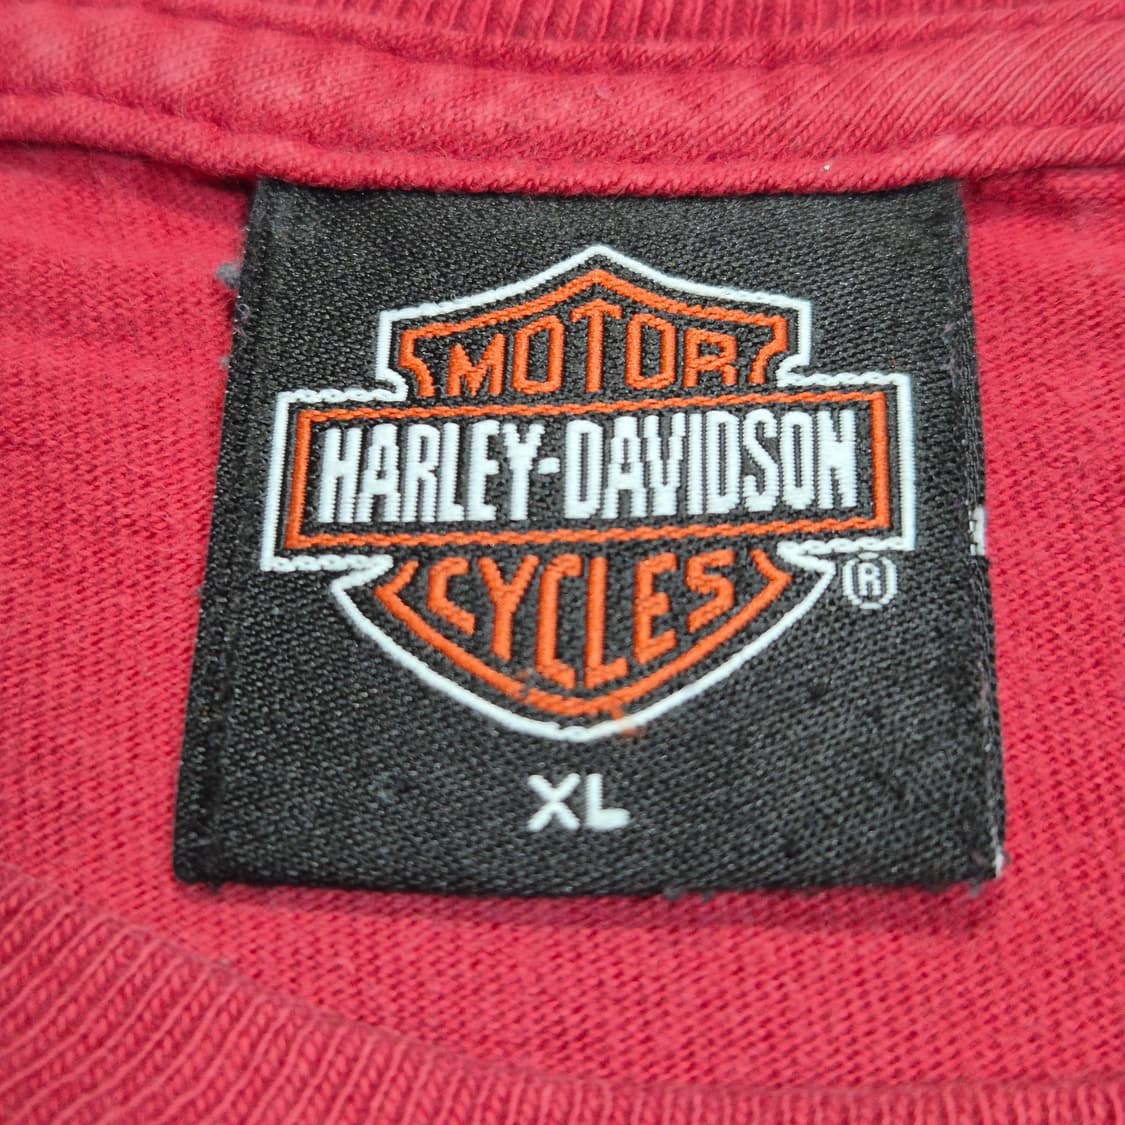 MOTOR
HARLEY-DAVIDSON
CYCLES
®
XL